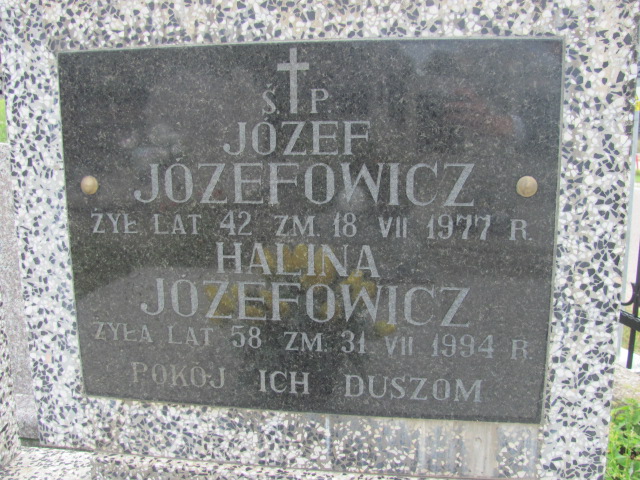 Ś P
JÓZEF
JÓZEFOWICZ
ŻYŁ LAT 42 ZM. 18 VII 1977 R.
HALINA
JÓZEFOWICZ
ŻYŁA LAT 58 ZM. 31 VII 1994 R.
POKÓJ ICH DUSZOM